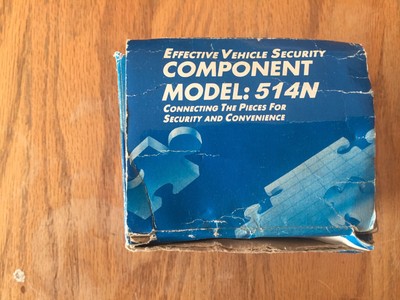 EFFECTIVE VEHICLE SECURITY
COMPONENT
MODEL: 514N
CONNECTING THE PIECES FOR
SECURITY AND CONVENIENCE